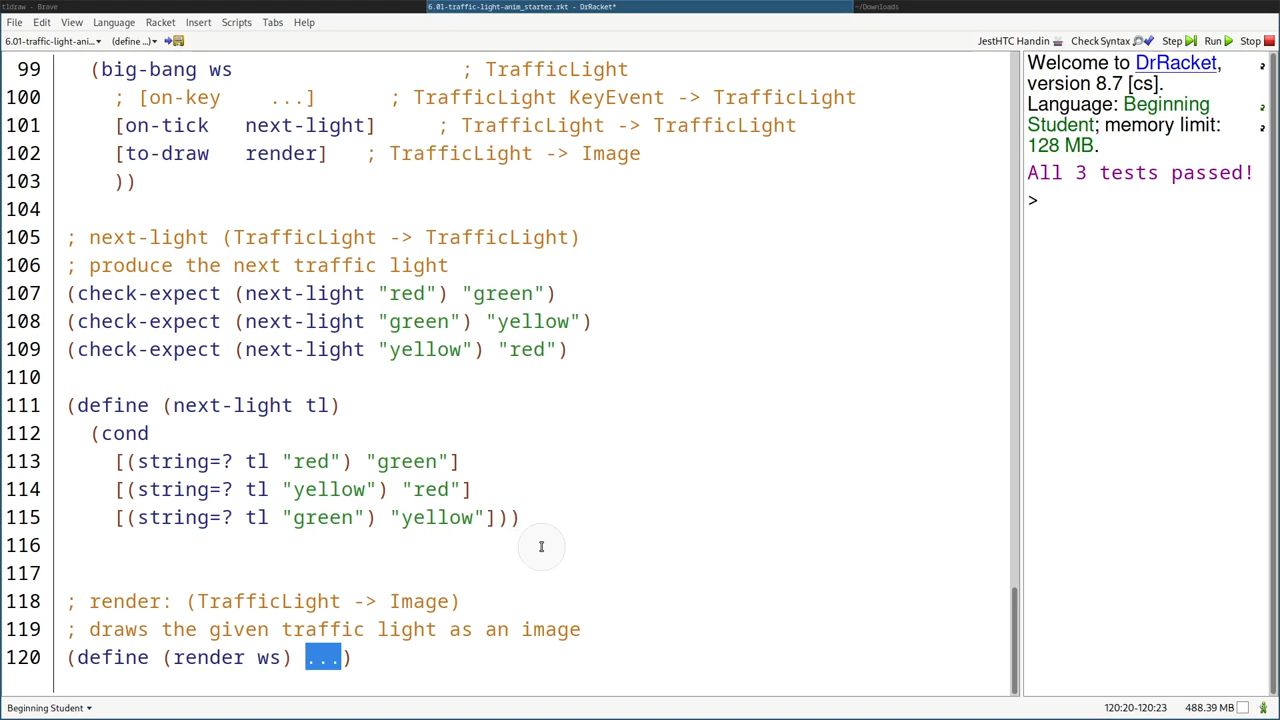 tldraw - Brave
6.01-traffic-light-anim_starter.rkt - DrRacket*
~/Downloads
File Edit View Language Racket Insert Scripts Tabs Help
6.01-traffic-light-ani...▾ (define ...)▾
JestHTC Handin Check Syntax Step Run Stop
99 (big-bang ws ; TrafficLight
100 ; [on-key ...] ; TrafficLight KeyEvent -> TrafficLight
101 [on-tick next-light] ; TrafficLight -> TrafficLight
102 [to-draw render] ; TrafficLight -> Image
103 ))
104
105 ; next-light (TrafficLight -> TrafficLight)
106 ; produce the next traffic light
107 (check-expect (next-light "red") "green")
108 (check-expect (next-light "green") "yellow")
109 (check-expect (next-light "yellow") "red")
110
111 (define (next-light tl)
112 (cond
113 [(string=? tl "red") "green"]
114 [(string=? tl "yellow") "red"]
115 [(string=? tl "green") "yellow"]))
116
117
118 ; render: (TrafficLight -> Image)
119 ; draws the given traffic light as an image
120 (define (render ws) ...)
Welcome to DrRacket,
version 8.7 [cs].
Language: Beginning
Student; memory limit:
128 MB.
All 3 tests passed!
>
Beginning Student▾
120:20-120:23 488.39 MB